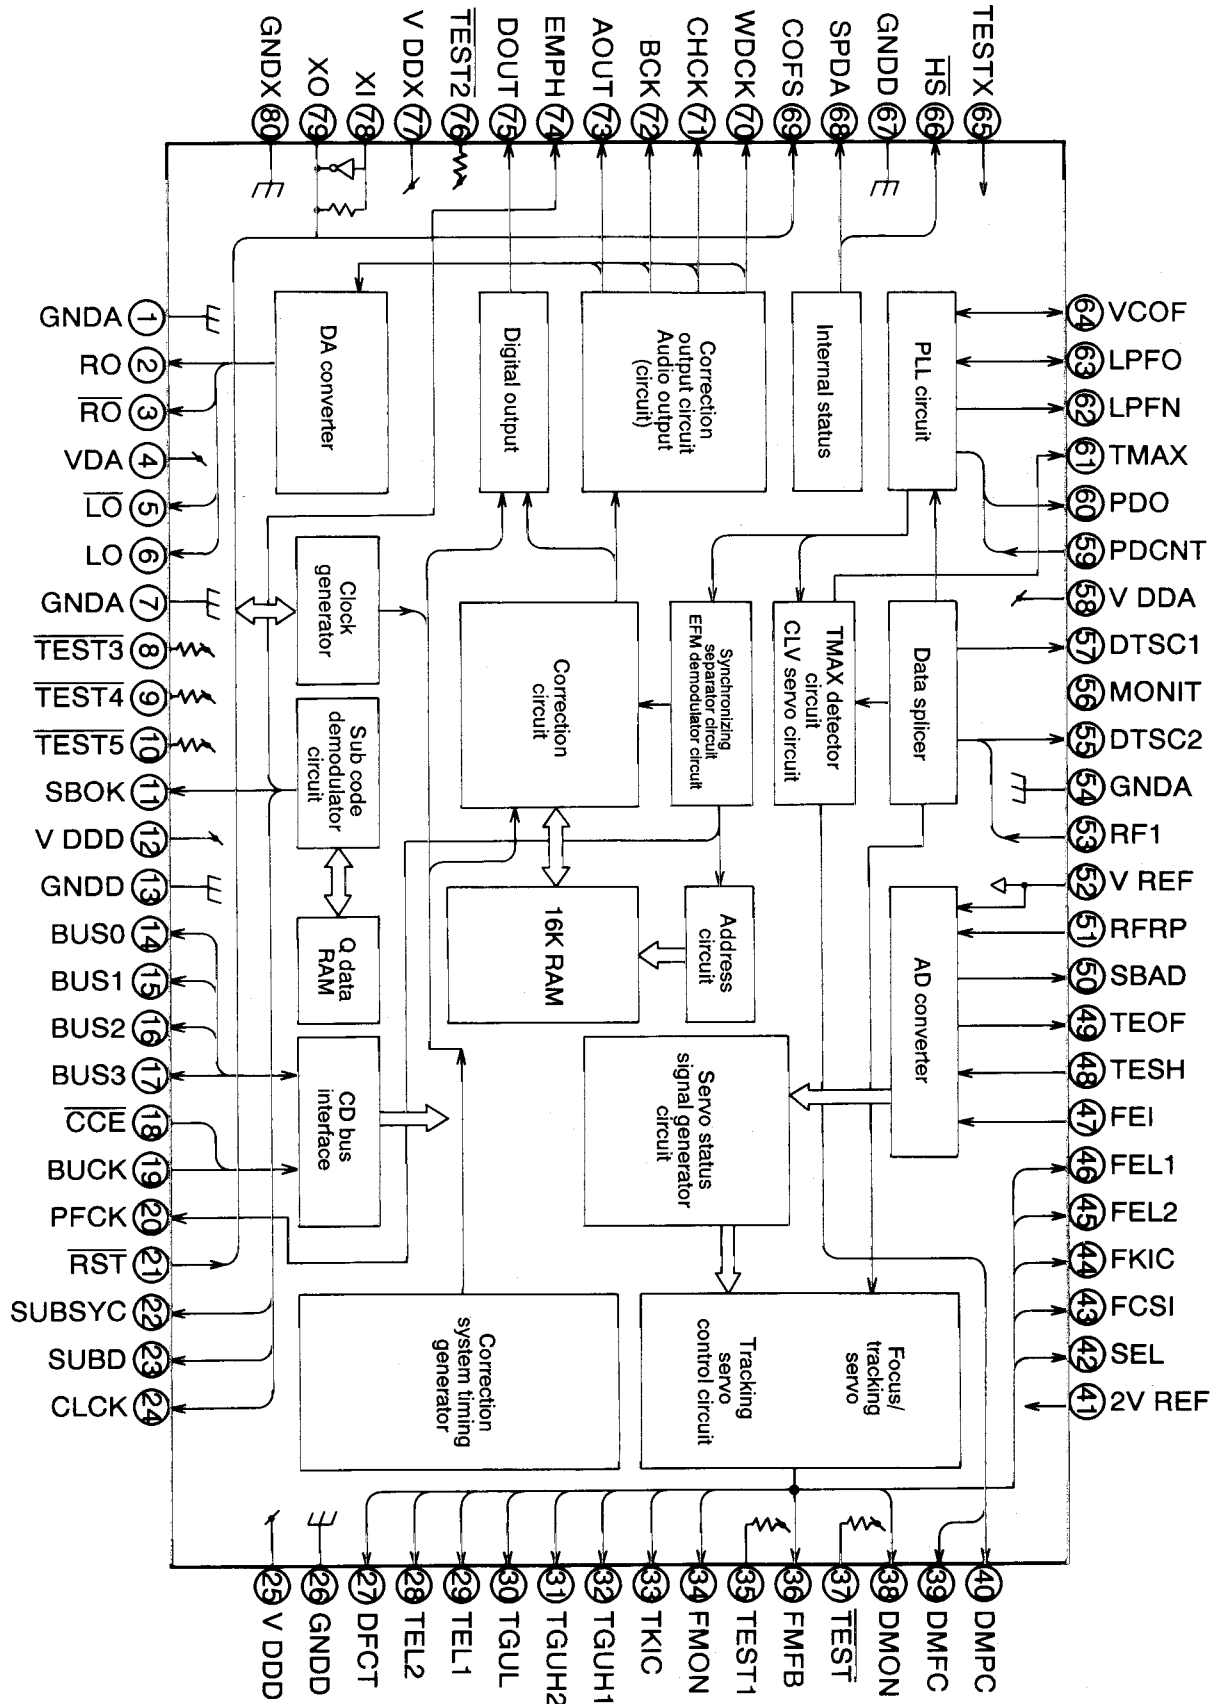 GNDX 80
XO 79
XI 78
V DDX 77
TEST2 76
DOUT 75
EMPH 74
AOUT 73
BCK 72
CHCK 71
WDCK 70
COFS 69
SPDA 68
GNDD 67
HS 66
TESTX 65
GNDA 1
RO 2
RO 3
VDA 4
LO 5
LO 6
GNDA 7
TEST3 8
TEST4 9
TEST5 10
SBOK 11
V DDD 12
GNDD 13
BUS0 14
BUS1 15
BUS2 16
BUS3 17
CCE 18
BUCK 19
PFCK 20
RST 21
SUBSYC 22
SUBD 23
CLCK 24
DA converter
Digital output
Correction
output circuit
Audio output
(circuit)
Internal status
PLL circuit
Clock
generator
Correction
circuit
Synchronizing
separator circuit
EFM demodulator circuit
TMAX detector
circuit
CLV servo circuit
Data splicer
Sub code
demodulator
circuit
Q data
RAM
16K RAM
Address
circuit
AD converter
CD bus
interface
Servo status
signal generator
circuit
Correction
system timing
generator
Focus/
tracking
servo
Tracking
servo
control circuit
64 VCOF
63 LPFO
62 LPFN
61 TMAX
60 PDO
59 PDCNT
58 V DDA
57 DTSC1
56 MONIT
55 DTSC2
54 GNDA
53 RF1
52 V REF
51 RFRP
50 SBAD
49 TEOF
48 TESH
47 FEI
46 FEL1
45 FEL2
44 FKIC
43 FCSI
42 SEL
41 2V REF
25 V DDD
26 GNDD
27 DFCT
28 TEL2
29 TEL1
30 TGUL
31 TGUH2
32 TGUH1
33 TKIC
34 FMON
35 TEST1
36 FMFB
37 TEST
38 DMON
39 DMFC
40 DMPC